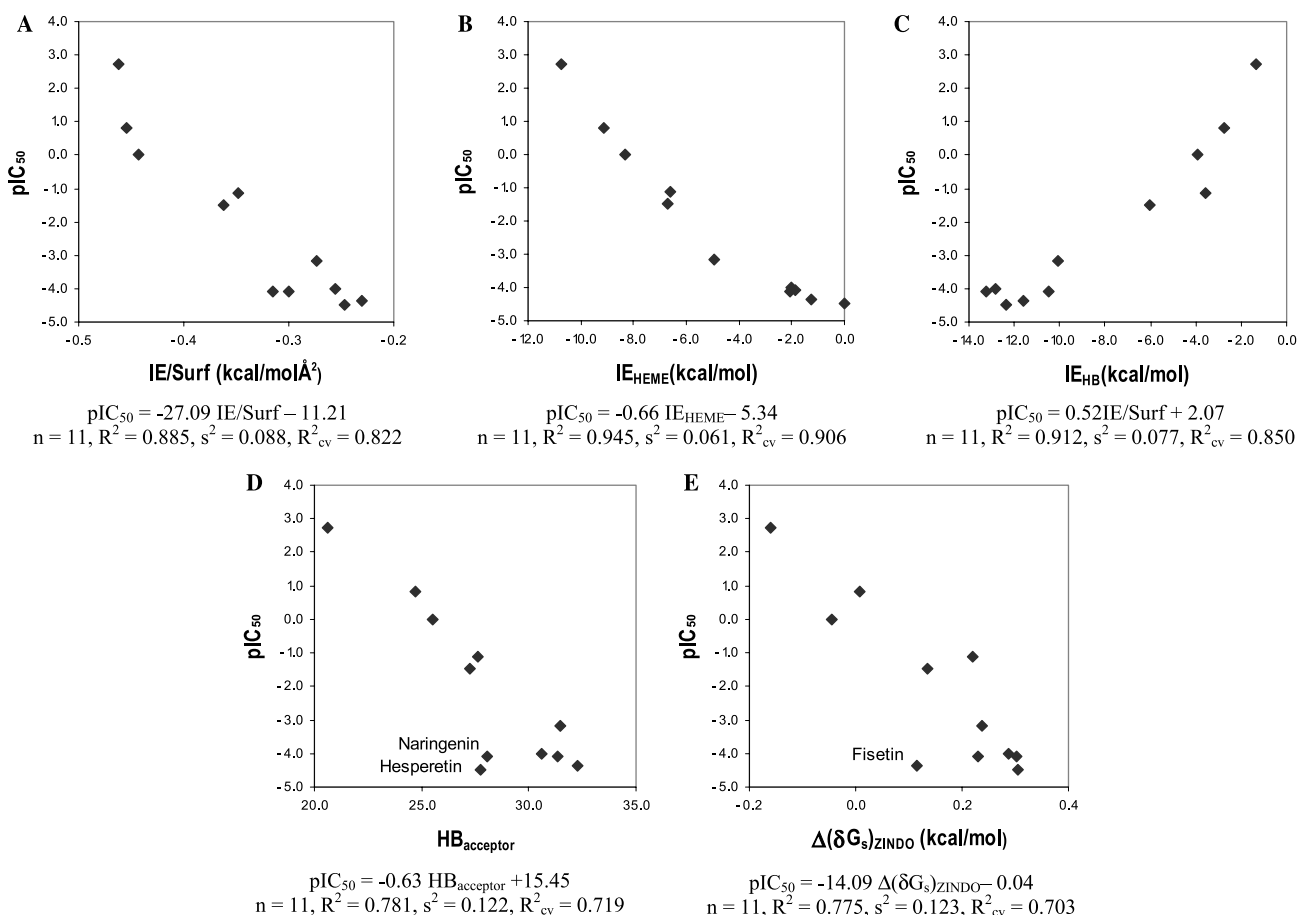 A
4.0
3.0
2.0
1.0
0.0
-1.0
-2.0
-3.0
-4.0
-5.0
pIC50
-0.5 -0.4 -0.3 -0.2
IE/Surf (kcal/molÅ²)
pIC50 = -27.09 IE/Surf – 11.21
n = 11, R² = 0.885, s² = 0.088, R²cv = 0.822
B
4.0
3.0
2.0
1.0
0.0
-1.0
-2.0
-3.0
-4.0
-5.0
pIC50
-12.0 -10.0 -8.0 -6.0 -4.0 -2.0 0.0
IEHEME(kcal/mol)
pIC50 = -0.66 IEHEME– 5.34
n = 11, R² = 0.945, s² = 0.061, R²cv = 0.906
C
4.0
3.0
2.0
1.0
0.0
-1.0
-2.0
-3.0
-4.0
-5.0
pIC50
-14.0 -12.0 -10.0 -8.0 -6.0 -4.0 -2.0 0.0
IEHB(kcal/mol)
pIC50 = 0.52IE/Surf + 2.07
n = 11, R² = 0.912, s² = 0.077, R²cv = 0.850
D
4.0
3.0
2.0
1.0
0.0
-1.0
-2.0
-3.0
-4.0
-5.0
pIC50
Naringenin
Hesperetin
20.0 25.0 30.0 35.0
HBacceptor
pIC50 = -0.63 HBacceptor +15.45
n = 11, R² = 0.781, s² = 0.122, R²cv = 0.719
E
4.0
3.0
2.0
1.0
0.0
-1.0
-2.0
-3.0
-4.0
-5.0
pIC50
Fisetin
-0.2 0.0 0.2 0.4
Δ(δGs)ZINDO (kcal/mol)
pIC50 = -14.09 Δ(δGs)ZINDO– 0.04
n = 11, R² = 0.775, s² = 0.123, R²cv = 0.703